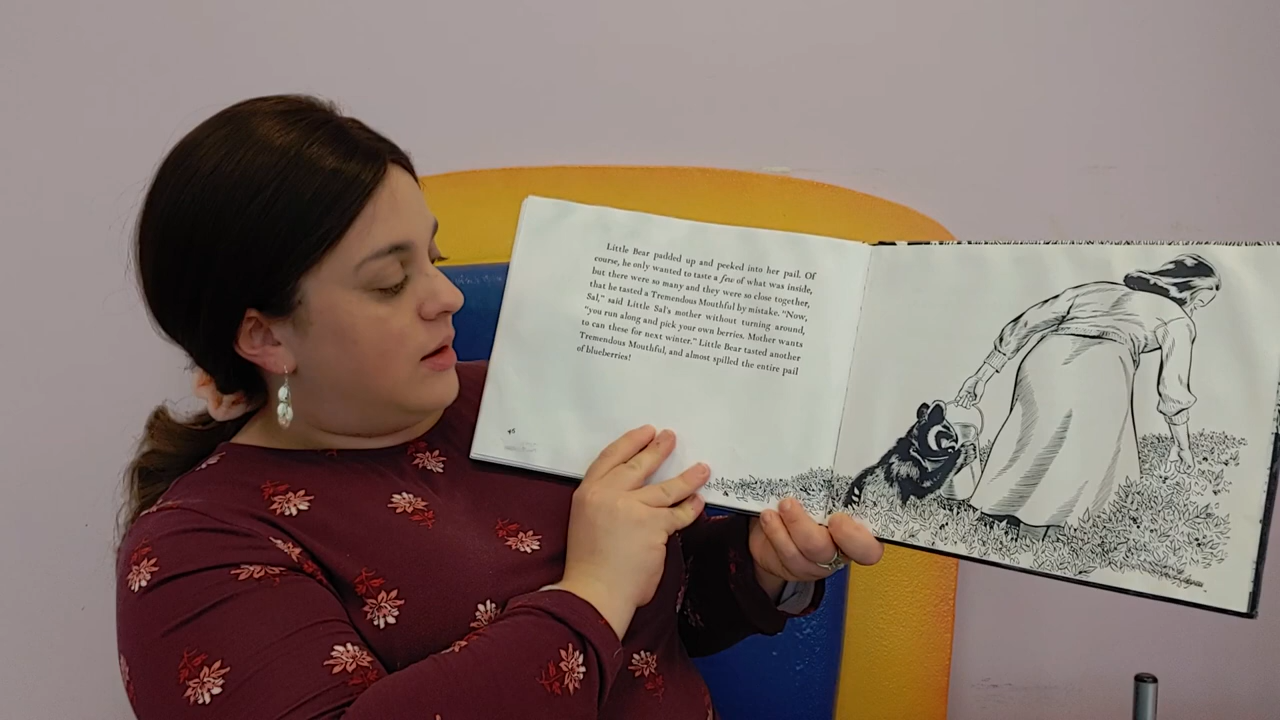 Little Bear padded up and peeked into her pail. Of
course, he only wanted to taste a few of what was inside,
but there were so many and they were so close together,
that he tasted a Tremendous Mouthful by mistake. "Now,
Sal," said Little Sal's mother without turning around,
"you run along and pick your own berries. Mother wants
to can these for next winter." Little Bear tasted another
Tremendous Mouthful, and almost spilled the entire pail
of blueberries!
45